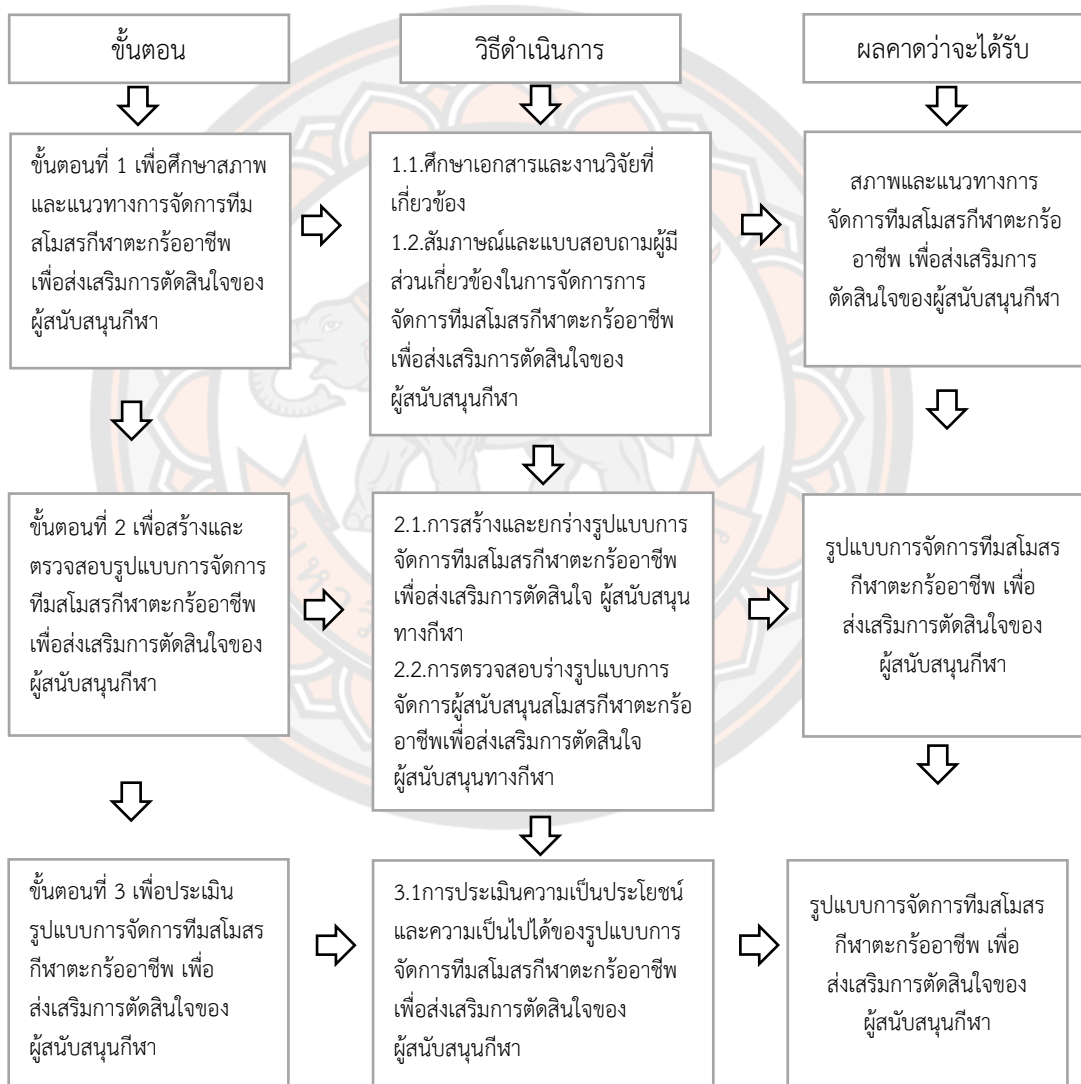 ขั้นตอน
วิธีดำเนินการ
ผลคาดว่าจะได้รับ
ขั้นตอนที่ 1 เพื่อศึกษาสภาพ
และแนวทางการจัดการทีม
สโมสรกีฬาตะกร้ออาชีพ
เพื่อส่งเสริมการตัดสินใจของ
ผู้สนับสนุนกีฬา
1.1.ศึกษาเอกสารและงานวิจัยที่
เกี่ยวข้อง
1.2.สัมภาษณ์และแบบสอบถามผู้มี
ส่วนเกี่ยวข้องในการจัดการการ
จัดการทีมสโมสรกีฬาตะกร้ออาชีพ
เพื่อส่งเสริมการตัดสินใจของ
ผู้สนับสนุนกีฬา
สภาพและแนวทางการ
จัดการทีมสโมสรกีฬาตะกร้อ
อาชีพ เพื่อส่งเสริมการ
ตัดสินใจของผู้สนับสนุนกีฬา
ขั้นตอนที่ 2 เพื่อสร้างและ
ตรวจสอบรูปแบบการจัดการ
ทีมสโมสรกีฬาตะกร้ออาชีพ
เพื่อส่งเสริมการตัดสินใจของ
ผู้สนับสนุนกีฬา
2.1.การสร้างและยกร่างรูปแบบการ
จัดการทีมสโมสรกีฬาตะกร้ออาชีพ
เพื่อส่งเสริมการตัดสินใจ ผู้สนับสนุน
ทางกีฬา
2.2.การตรวจสอบร่างรูปแบบการ
จัดการผู้สนับสนุนสโมสรกีฬาตะกร้อ
อาชีพเพื่อส่งเสริมการตัดสินใจ
ผู้สนับสนุนทางกีฬา
รูปแบบการจัดการทีมสโมสร
กีฬาตะกร้ออาชีพ เพื่อ
ส่งเสริมการตัดสินใจของ
ผู้สนับสนุนกีฬา
ขั้นตอนที่ 3 เพื่อประเมิน
รูปแบบการจัดการทีมสโมสร
กีฬาตะกร้ออาชีพ เพื่อ
ส่งเสริมการตัดสินใจของ
ผู้สนับสนุนกีฬา
3.1การประเมินความเป็นประโยชน์
และความเป็นไปได้ของรูปแบบการ
จัดการทีมสโมสรกีฬาตะกร้ออาชีพ
เพื่อส่งเสริมการตัดสินใจของ
ผู้สนับสนุนกีฬา
รูปแบบการจัดการทีมสโมสร
กีฬาตะกร้ออาชีพ เพื่อ
ส่งเสริมการตัดสินใจของ
ผู้สนับสนุนกีฬา